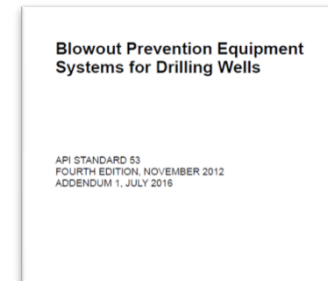 Blowout Prevention Equipment
Systems for Drilling Wells
API STANDARD 53
FOURTH EDITION, NOVEMBER 2012
ADDENDUM 1, JULY 2016